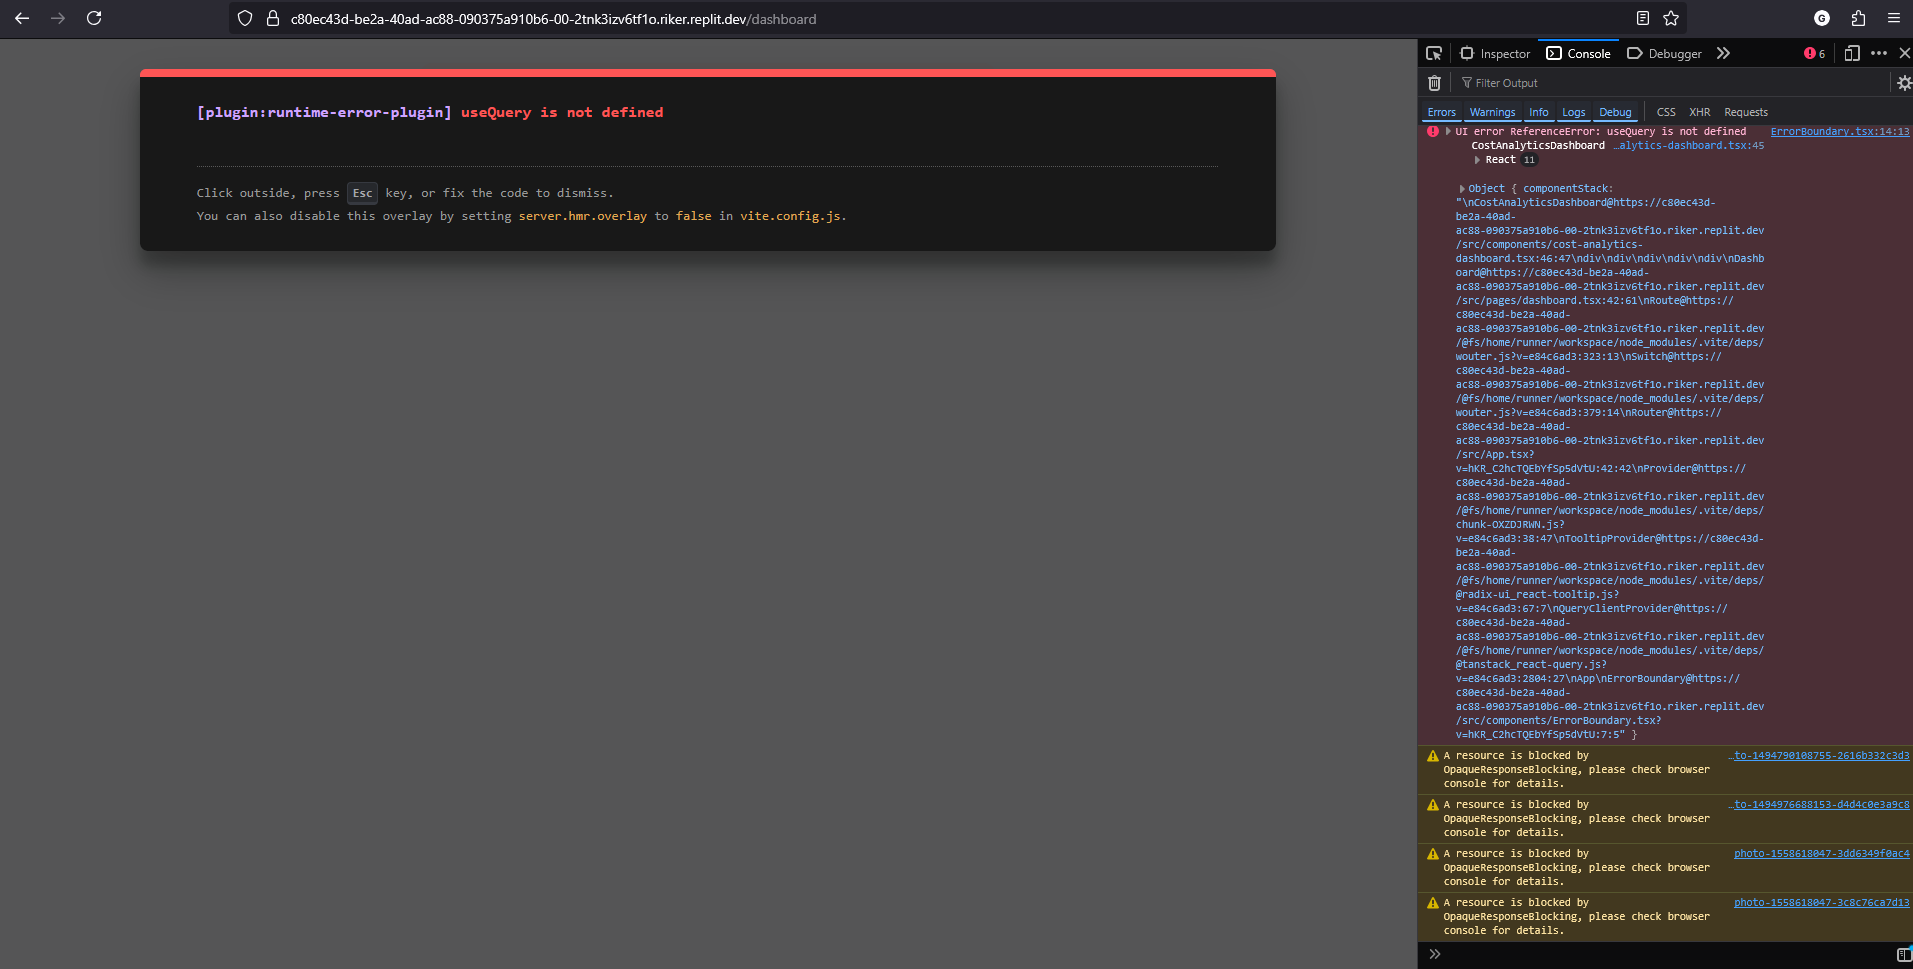 c80ec43d-be2a-40ad-ac88-090375a910b6-00-2tnk3izv6tf1o.riker.replit.dev/dashboard
G
[plugin:runtime-error-plugin] useQuery is not defined
Click outside, press Esc key, or fix the code to dismiss.
You can also disable this overlay by setting server.hmr.overlay to false in vite.config.js.
Inspector
Console
Debugger
6
Filter Output
Errors Warnings Info Logs Debug CSS XHR Requests
UI error ReferenceError: useQuery is not defined ErrorBoundary.tsx:14:13
CostAnalyticsDashboard …alytics-dashboard.tsx:45
React 11
Object { componentStack:
"\nCostAnalyticsDashboard@https://c80ec43d-
be2a-40ad-
ac88-090375a910b6-00-2tnk3izv6tf1o.riker.replit.dev
/src/components/cost-analytics-
dashboard.tsx:46:47\ndiv\ndiv\ndiv\ndiv\ndiv\nDashb
oard@https://c80ec43d-be2a-40ad-
ac88-090375a910b6-00-2tnk3izv6tf1o.riker.replit.dev
/src/pages/dashboard.tsx:42:61\nRoute@https://
c80ec43d-be2a-40ad-
ac88-090375a910b6-00-2tnk3izv6tf1o.riker.replit.dev
/@fs/home/runner/workspace/node_modules/.vite/deps/
wouter.js?v=e84c6ad3:323:13\nSwitch@https://
c80ec43d-be2a-40ad-
ac88-090375a910b6-00-2tnk3izv6tf1o.riker.replit.dev
/@fs/home/runner/workspace/node_modules/.vite/deps/
wouter.js?v=e84c6ad3:379:14\nRouter@https://
c80ec43d-be2a-40ad-
ac88-090375a910b6-00-2tnk3izv6tf1o.riker.replit.dev
/src/App.tsx?
v=hKR_C2hcTQEbYfSp5dVtU:42:42\nProvider@https://
c80ec43d-be2a-40ad-
ac88-090375a910b6-00-2tnk3izv6tf1o.riker.replit.dev
/@fs/home/runner/workspace/node_modules/.vite/deps/
chunk-OXZDJRWN.js?
v=e84c6ad3:38:47\nTooltipProvider@https://c80ec43d-
be2a-40ad-
ac88-090375a910b6-00-2tnk3izv6tf1o.riker.replit.dev
/@fs/home/runner/workspace/node_modules/.vite/deps/
@radix-ui_react-tooltip.js?
v=e84c6ad3:67:7\nQueryClientProvider@https://
c80ec43d-be2a-40ad-
ac88-090375a910b6-00-2tnk3izv6tf1o.riker.replit.dev
/@fs/home/runner/workspace/node_modules/.vite/deps/
@tanstack_react-query.js?
v=e84c6ad3:2804:27\nApp\nErrorBoundary@https://
c80ec43d-be2a-40ad-
ac88-090375a910b6-00-2tnk3izv6tf1o.riker.replit.dev
/src/components/ErrorBoundary.tsx?
v=hKR_C2hcTQEbYfSp5dVtU:7:5" }
A resource is blocked by …to-1494790108755-2616b332c3d3
OpaqueResponseBlocking, please check browser
console for details.
A resource is blocked by …to-1494976688153-d4d4c0e3a9c8
OpaqueResponseBlocking, please check browser
console for details.
A resource is blocked by photo-1558618047-3dd6349f0ac4
OpaqueResponseBlocking, please check browser
console for details.
A resource is blocked by photo-1558618047-3c8c76ca7d13
OpaqueResponseBlocking, please check browser
console for details.